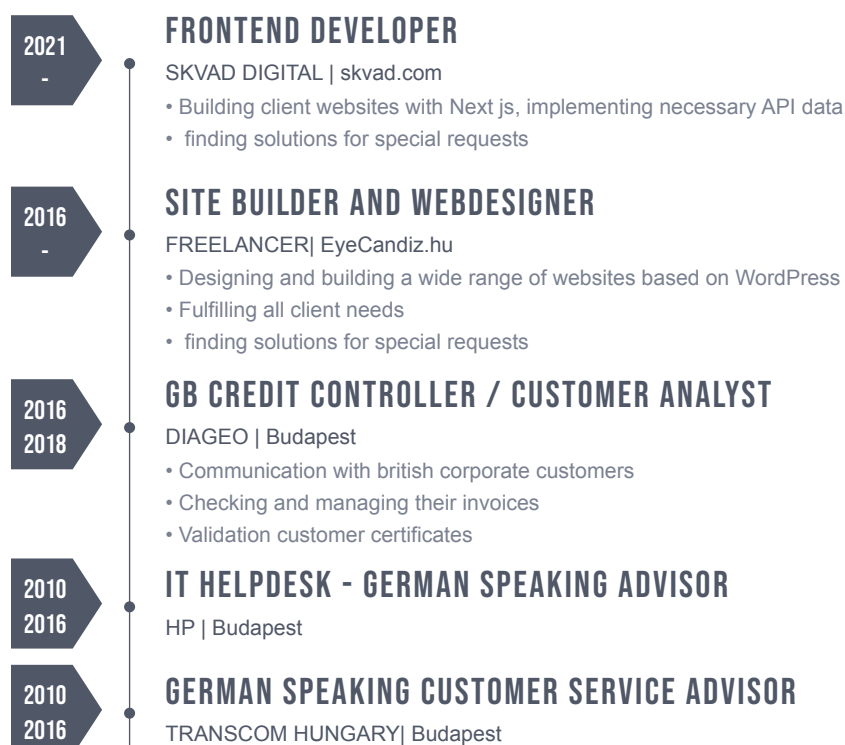 2021
-
FRONTEND DEVELOPER
SKVAD DIGITAL | skvad.com
• Building client websites with Next js, implementing necessary API data
• finding solutions for special requests
2016
-
SITE BUILDER AND WEBDESIGNER
FREELANCER| EyeCandiz.hu
• Designing and building a wide range of websites based on WordPress
• Fulfilling all client needs
• finding solutions for special requests
2016
2018
GB CREDIT CONTROLLER / CUSTOMER ANALYST
DIAGEO | Budapest
• Communication with british corporate customers
• Checking and managing their invoices
• Validation customer certificates
2010
2016
IT HELPDESK - GERMAN SPEAKING ADVISOR
HP | Budapest
2010
2016
GERMAN SPEAKING CUSTOMER SERVICE ADVISOR
TRANSCOM HUNGARY| Budapest